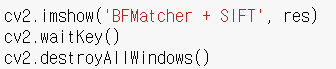 cv2.imshow('BFMatcher + SIFT', res)
cv2.waitKey()
cv2.destroyAllWindows()